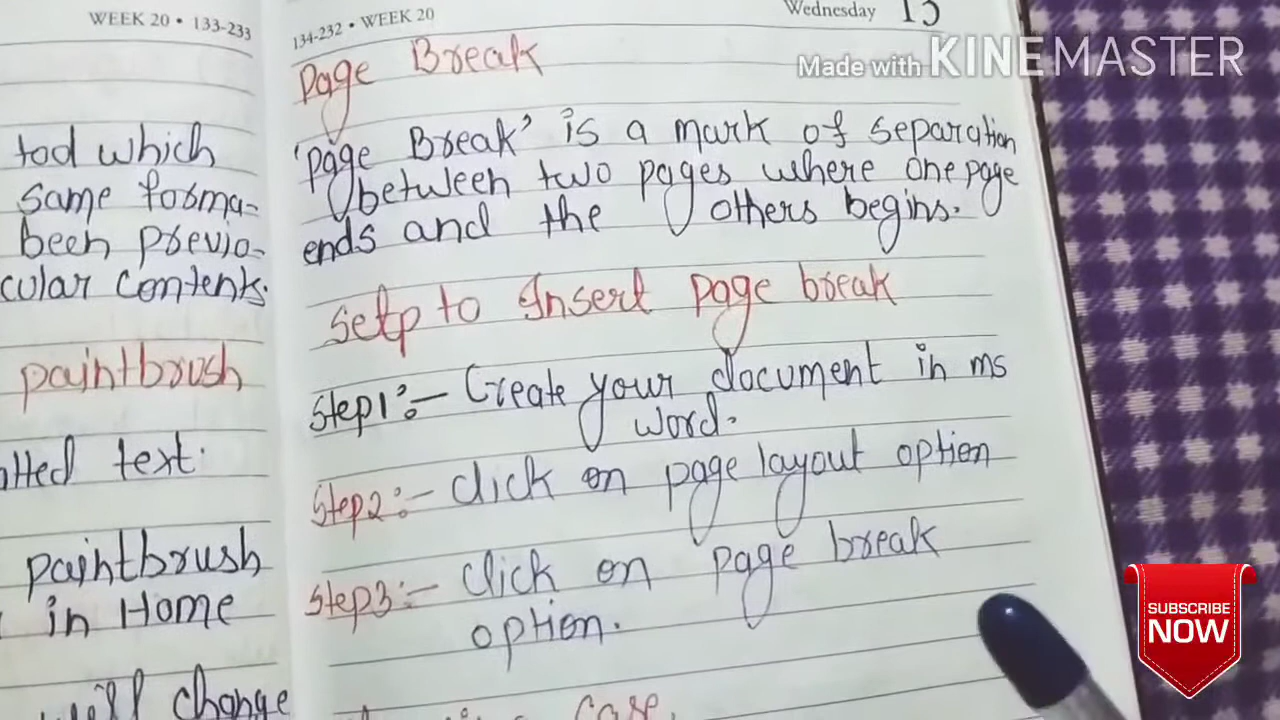 WEEK 20 • 133-233
tod which
same forma-
been previo-
cular contents.
paintbrush
text.
paintbrush
in Home
will change
134-232 • WEEK 20
Wednesday 15
Made with KINEMASTER
Page Break
'Page Break' is a mark of separation
between two pages where one page
ends and the others begins.
Setp to Insert page break
Step1:- Create your document in ms
word.
Step2:- Click on page layout option
Step3:- Click on page break
option.
case.
SUBSCRIBE
NOW